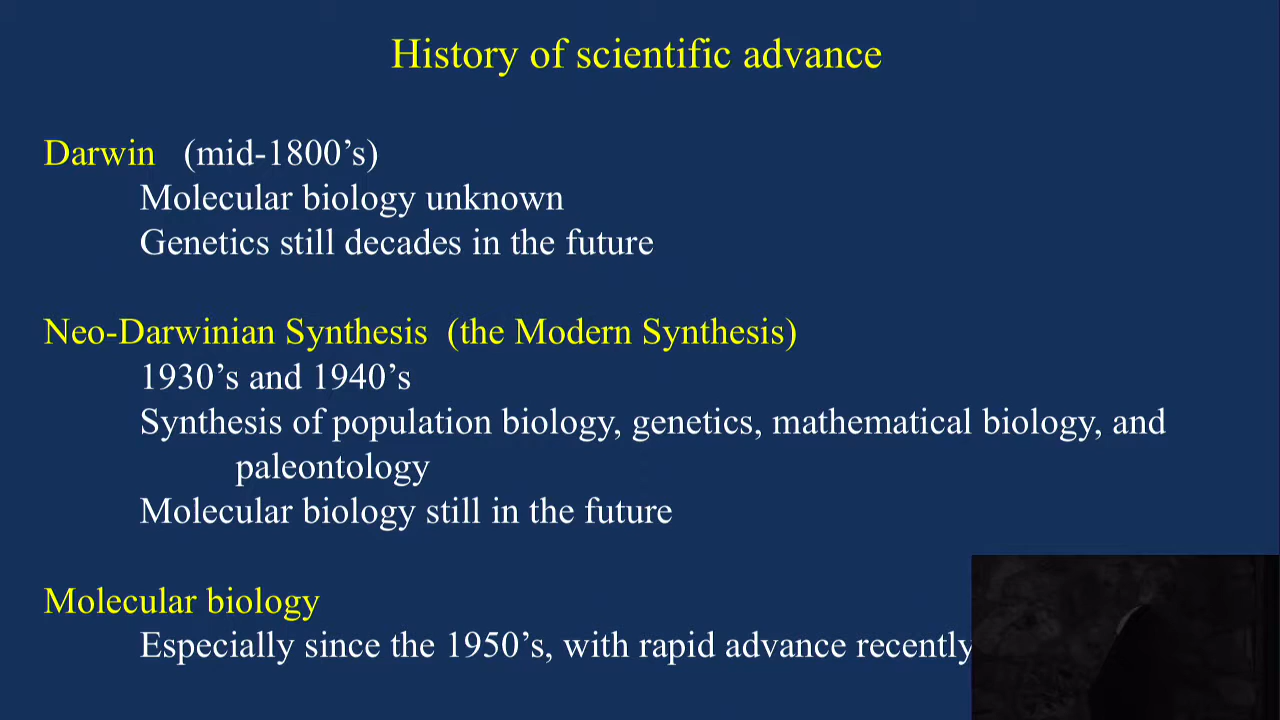 History of scientific advance
Darwin (mid-1800’s)
Molecular biology unknown
Genetics still decades in the future
Neo-Darwinian Synthesis (the Modern Synthesis)
1930’s and 1940’s
Synthesis of population biology, genetics, mathematical biology, and
paleontology
Molecular biology still in the future
Molecular biology
Especially since the 1950’s, with rapid advance recently